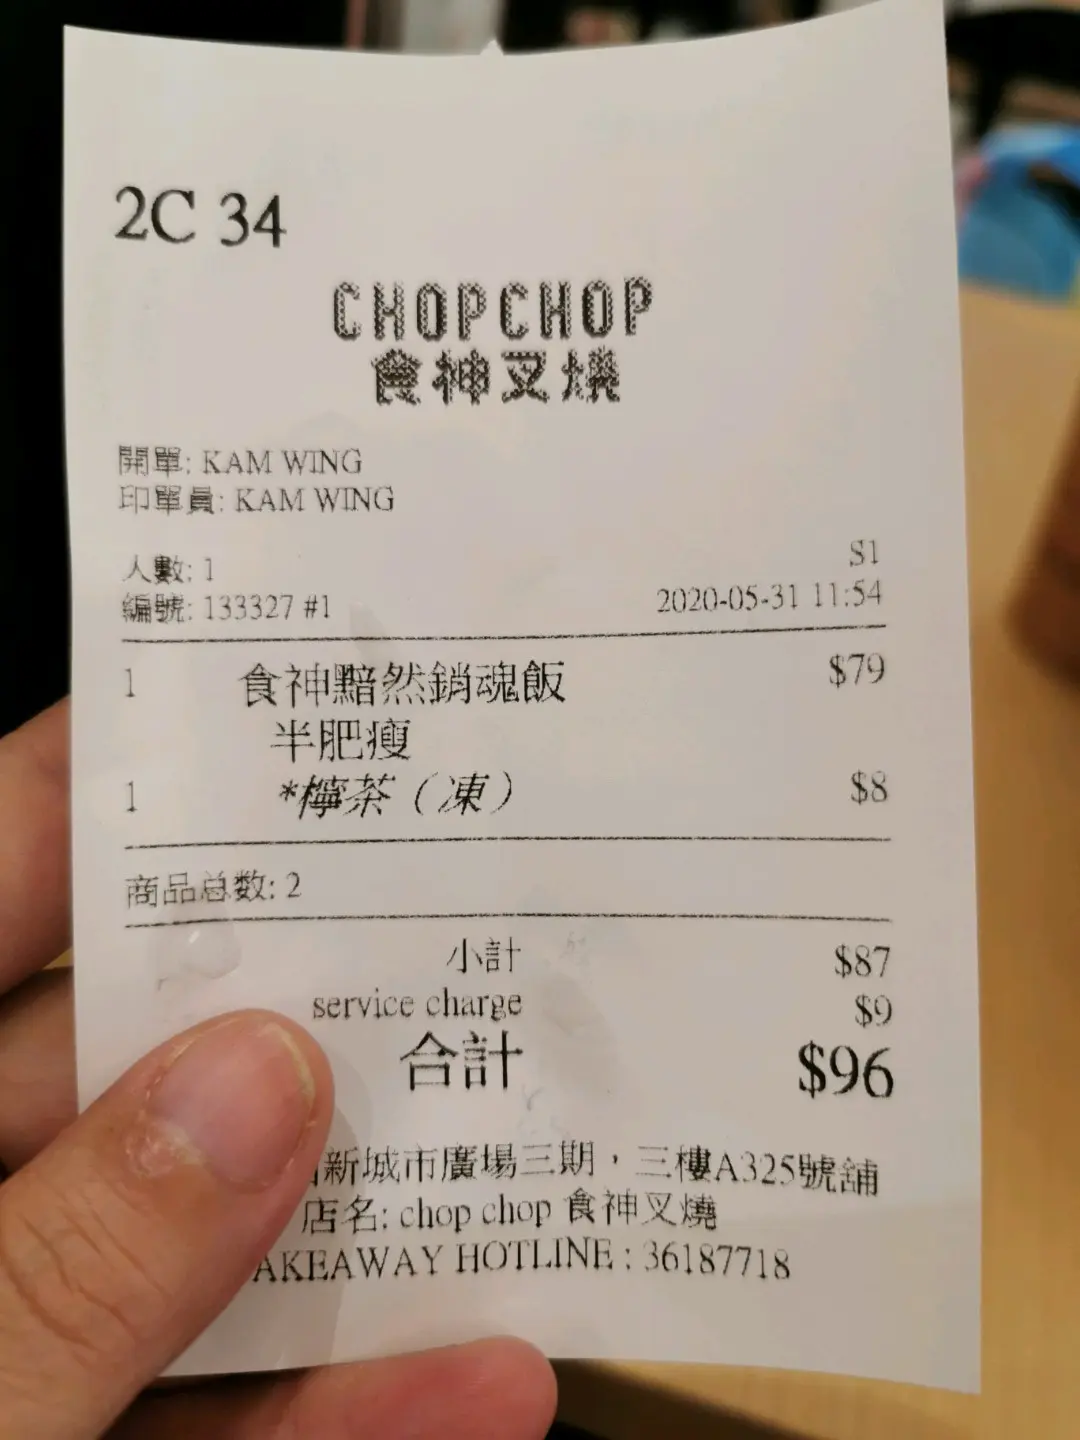 2C 34
CHOPCHOP
食神叉燒
開單: KAM WING
印單員: KAM WING
人數: 1
S1
編號: 133327 #1
2020-05-31 11:54
1 食神黯然銷魂飯 $79
半肥瘦
1 *檸茶（凍） $8
商品总数: 2
小計 $87
service charge $9
合計 $96
新城市廣場三期，三樓A325號舖
店名: chop chop 食神叉燒
AKEAWAY HOTLINE : 36187718